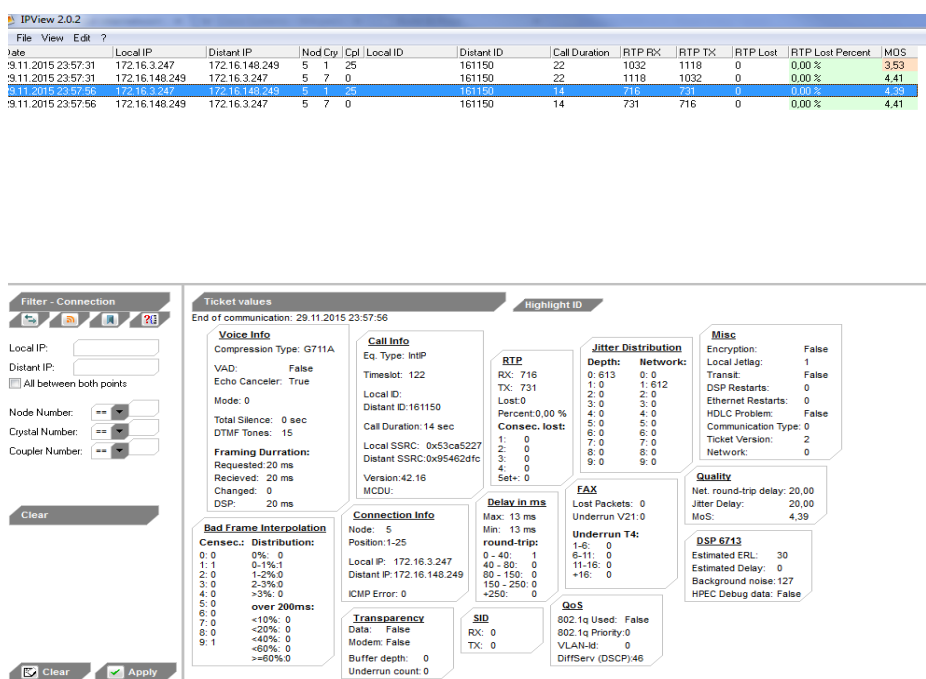 IPView 2.0.2
File View Edit ?
Date Local IP Distant IP Nod Cry Cpl Local ID Distant ID Call Duration RTP RX RTP TX RTP Lost RTP Lost Percent MOS
29.11.2015 23:57:31 172.16.3.247 172.16.148.249 5 1 25 161150 22 1032 1118 0 0,00 % 3,53
29.11.2015 23:57:31 172.16.148.249 172.16.3.247 5 7 0 161150 22 1118 1032 0 0,00 % 4,41
29.11.2015 23:57:56 172.16.3.247 172.16.148.249 5 1 25 161150 14 716 731 0 0,00 % 4,39
29.11.2015 23:57:56 172.16.148.249 172.16.3.247 5 7 0 161150 14 731 716 0 0,00 % 4,41
Filter - Connection
Local IP:
Distant IP:
All between both points
Node Number: ==
Crystal Number: ==
Coupler Number: ==
Clear
Clear Apply
Ticket values
Highlight ID
End of communication: 29.11.2015 23:57:56
Voice Info
Compression Type: G711A
VAD: False
Echo Canceler: True
Mode: 0
Total Silence: 0 sec
DTMF Tones: 15
Framing Durration:
Requested: 20 ms
Recieved: 20 ms
Changed: 0
DSP: 20 ms
Bad Frame Interpolation
Censec.: Distribution:
0: 0 0%: 0
1: 1 0-1%:1
2: 0 1-2%:0
3: 0 2-3%:0
4: 0 >3%: 0
5: 0 over 200ms:
6: 0 <10%: 0
7: 0 <20%: 0
8: 0 <40%: 0
9: 1 <60%: 0
>=60%:0
Call Info
Eq. Type: IntIP
Timeslot: 122
Local ID:
Distant ID:161150
Call Duration: 14 sec
Local SSRC: 0x53ca5227
Distant SSRC:0x95462dfc
Version:42.16
MCDU:
Connection Info
Node: 5
Position:1-25
Local IP: 172.16.3.247
Distant IP:172.16.148.249
ICMP Error: 0
Transparency
Data: False
Modem: False
Buffer depth: 0
Underrun count: 0
RTP
RX: 716
TX: 731
Lost:0
Percent:0,00 %
Consec. lost:
1: 0
2: 0
3: 0
4: 0
5et+: 0
Delay in ms
Max: 13 ms
Min: 13 ms
round-trip:
0 - 40: 1
40 - 80: 0
80 - 150: 0
150 - 250: 0
+250: 0
SID
RX: 0
TX: 0
Jitter Distribution
Depth: Network:
0: 613 0: 0
1: 0 1: 612
2: 0 2: 0
3: 0 3: 0
4: 0 4: 0
5: 0 5: 0
6: 0 6: 0
7: 0 7: 0
8: 0 8: 0
9: 0 9: 0
FAX
Lost Packets: 0
Underrun V21:0
Underrun T4:
1-6: 0
6-11: 0
11-16: 0
+16: 0
QoS
802.1q Used: False
802.1q Priority:0
VLAN-Id: 0
DiffServ (DSCP):46
Misc
Encryption: False
Local Jetlag: 1
Transit: False
DSP Restarts: 0
Ethernet Restarts: 0
HDLC Problem: False
Communication Type: 0
Ticket Version: 2
Network: 0
Quality
Net. round-trip delay: 20,00
Jitter Delay: 20,00
MoS: 4,39
DSP 6713
Estimated ERL: 30
Estimated Delay: 0
Background noise:127
HPEC Debug data: False